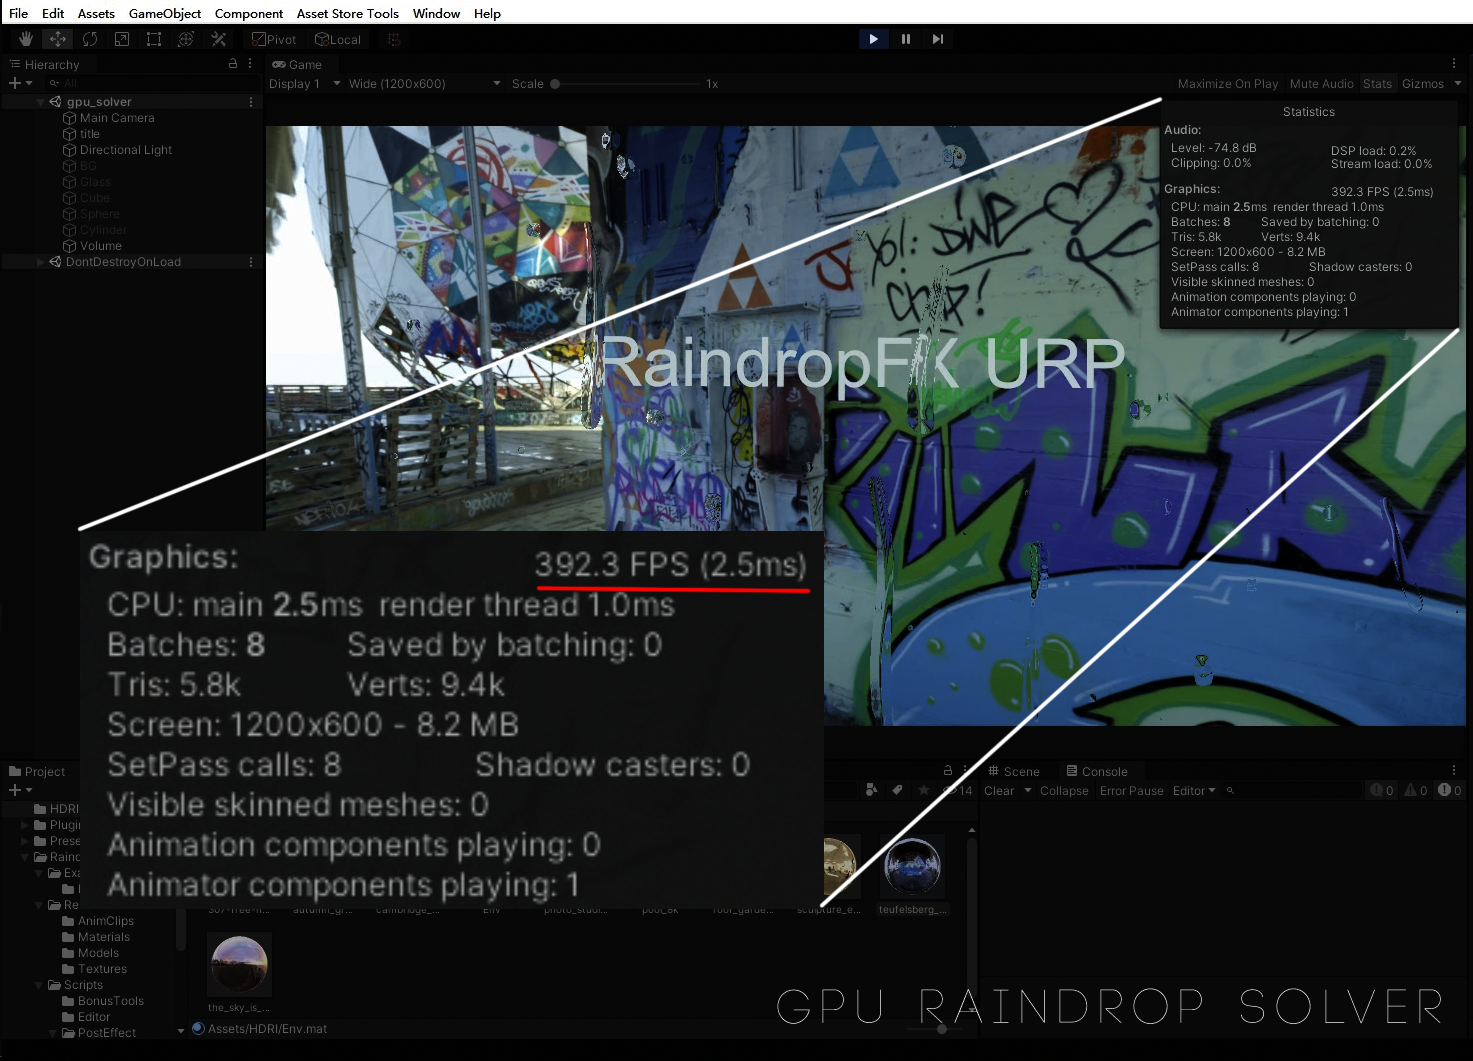 File Edit Assets GameObject Component Asset Store Tools Window Help
Pivot Local
Hierarchy
All
gpu_solver
Main Camera
title
Directional Light
BG
Glass
Cube
Sphere
Cylinder
Volume
DontDestroyOnLoad
Game
Display 1 Wide (1200x600) Scale 1x Maximize On Play Mute Audio Stats Gizmos
Statistics
Audio:
Level: -74.8 dB DSP load: 0.2%
Clipping: 0.0% Stream load: 0.0%
Graphics: 392.3 FPS (2.5ms)
CPU: main 2.5ms render thread 1.0ms
Batches: 8 Saved by batching: 0
Tris: 5.8k Verts: 9.4k
Screen: 1200x600 - 8.2 MB
SetPass calls: 8 Shadow casters: 0
Visible skinned meshes: 0
Animation components playing: 0
Animator components playing: 1
YO!: DWB
CHIP!
RaindropFX URP
Graphics: 392.3 FPS (2.5ms)
CPU: main 2.5ms render thread 1.0ms
Batches: 8 Saved by batching: 0
Tris: 5.8k Verts: 9.4k
Screen: 1200x600 - 8.2 MB
SetPass calls: 8 Shadow casters: 0
Visible skinned meshes: 0
Animation components playing: 0
Animator components playing: 1
Project
HDRI
Plugi
Prese
Rainc
Exa
Re
AnimClips
Materials
Models
Textures
Scripts
BonusTools
Editor
PostEffect
14
autumn_gr... cambridge_... Env photo_studi... pool_8k roof_garde... sculpture_e... teufelsberg_...
the_sky_is_...
Assets/HDRI/Env.mat
Scene Console
Clear Collapse Error Pause Editor 0 0 0
GPU RAINDROP SOLVER